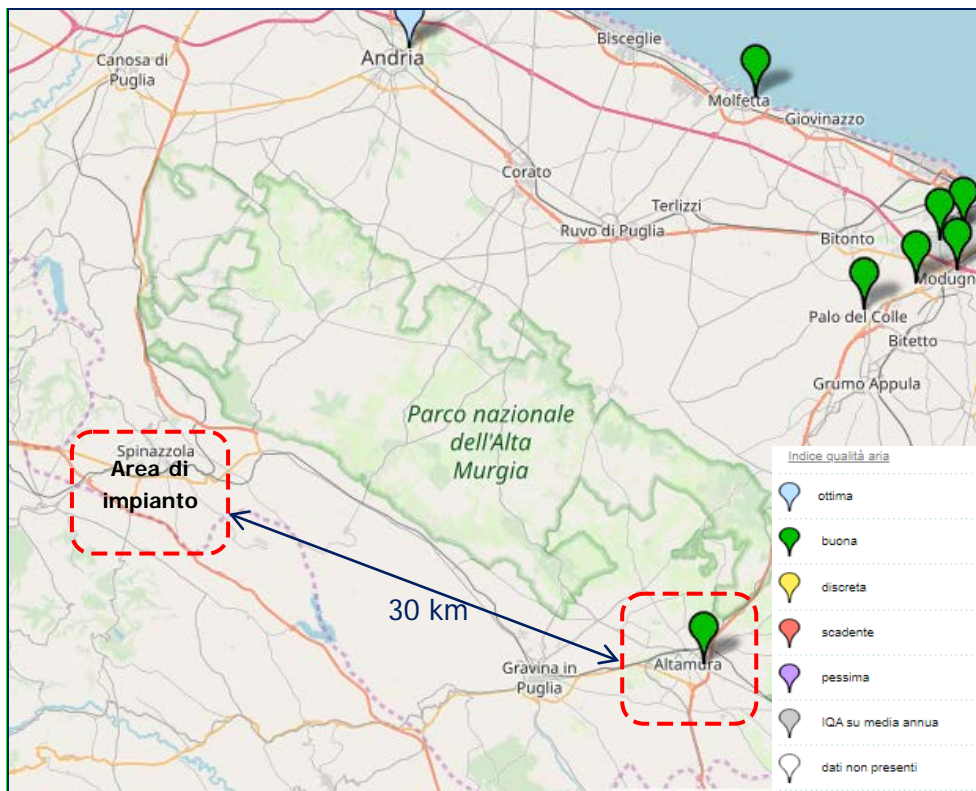 Canosa di
Puglia
Andria
Bisceglie
Molfetta
Giovinazzo
Corato
Terlizzi
Ruvo di Puglia
Bitonto
Modugn
Palo del Colle
Bitetto
Grumo Appula
Parco nazionale
dell'Alta
Murgia
Spinazzola
Area di
impianto
30 km
Gravina in
Puglia
Altamura
Indice qualità aria
ottima
buona
discreta
scadente
pessima
IQA su media annua
dati non presenti